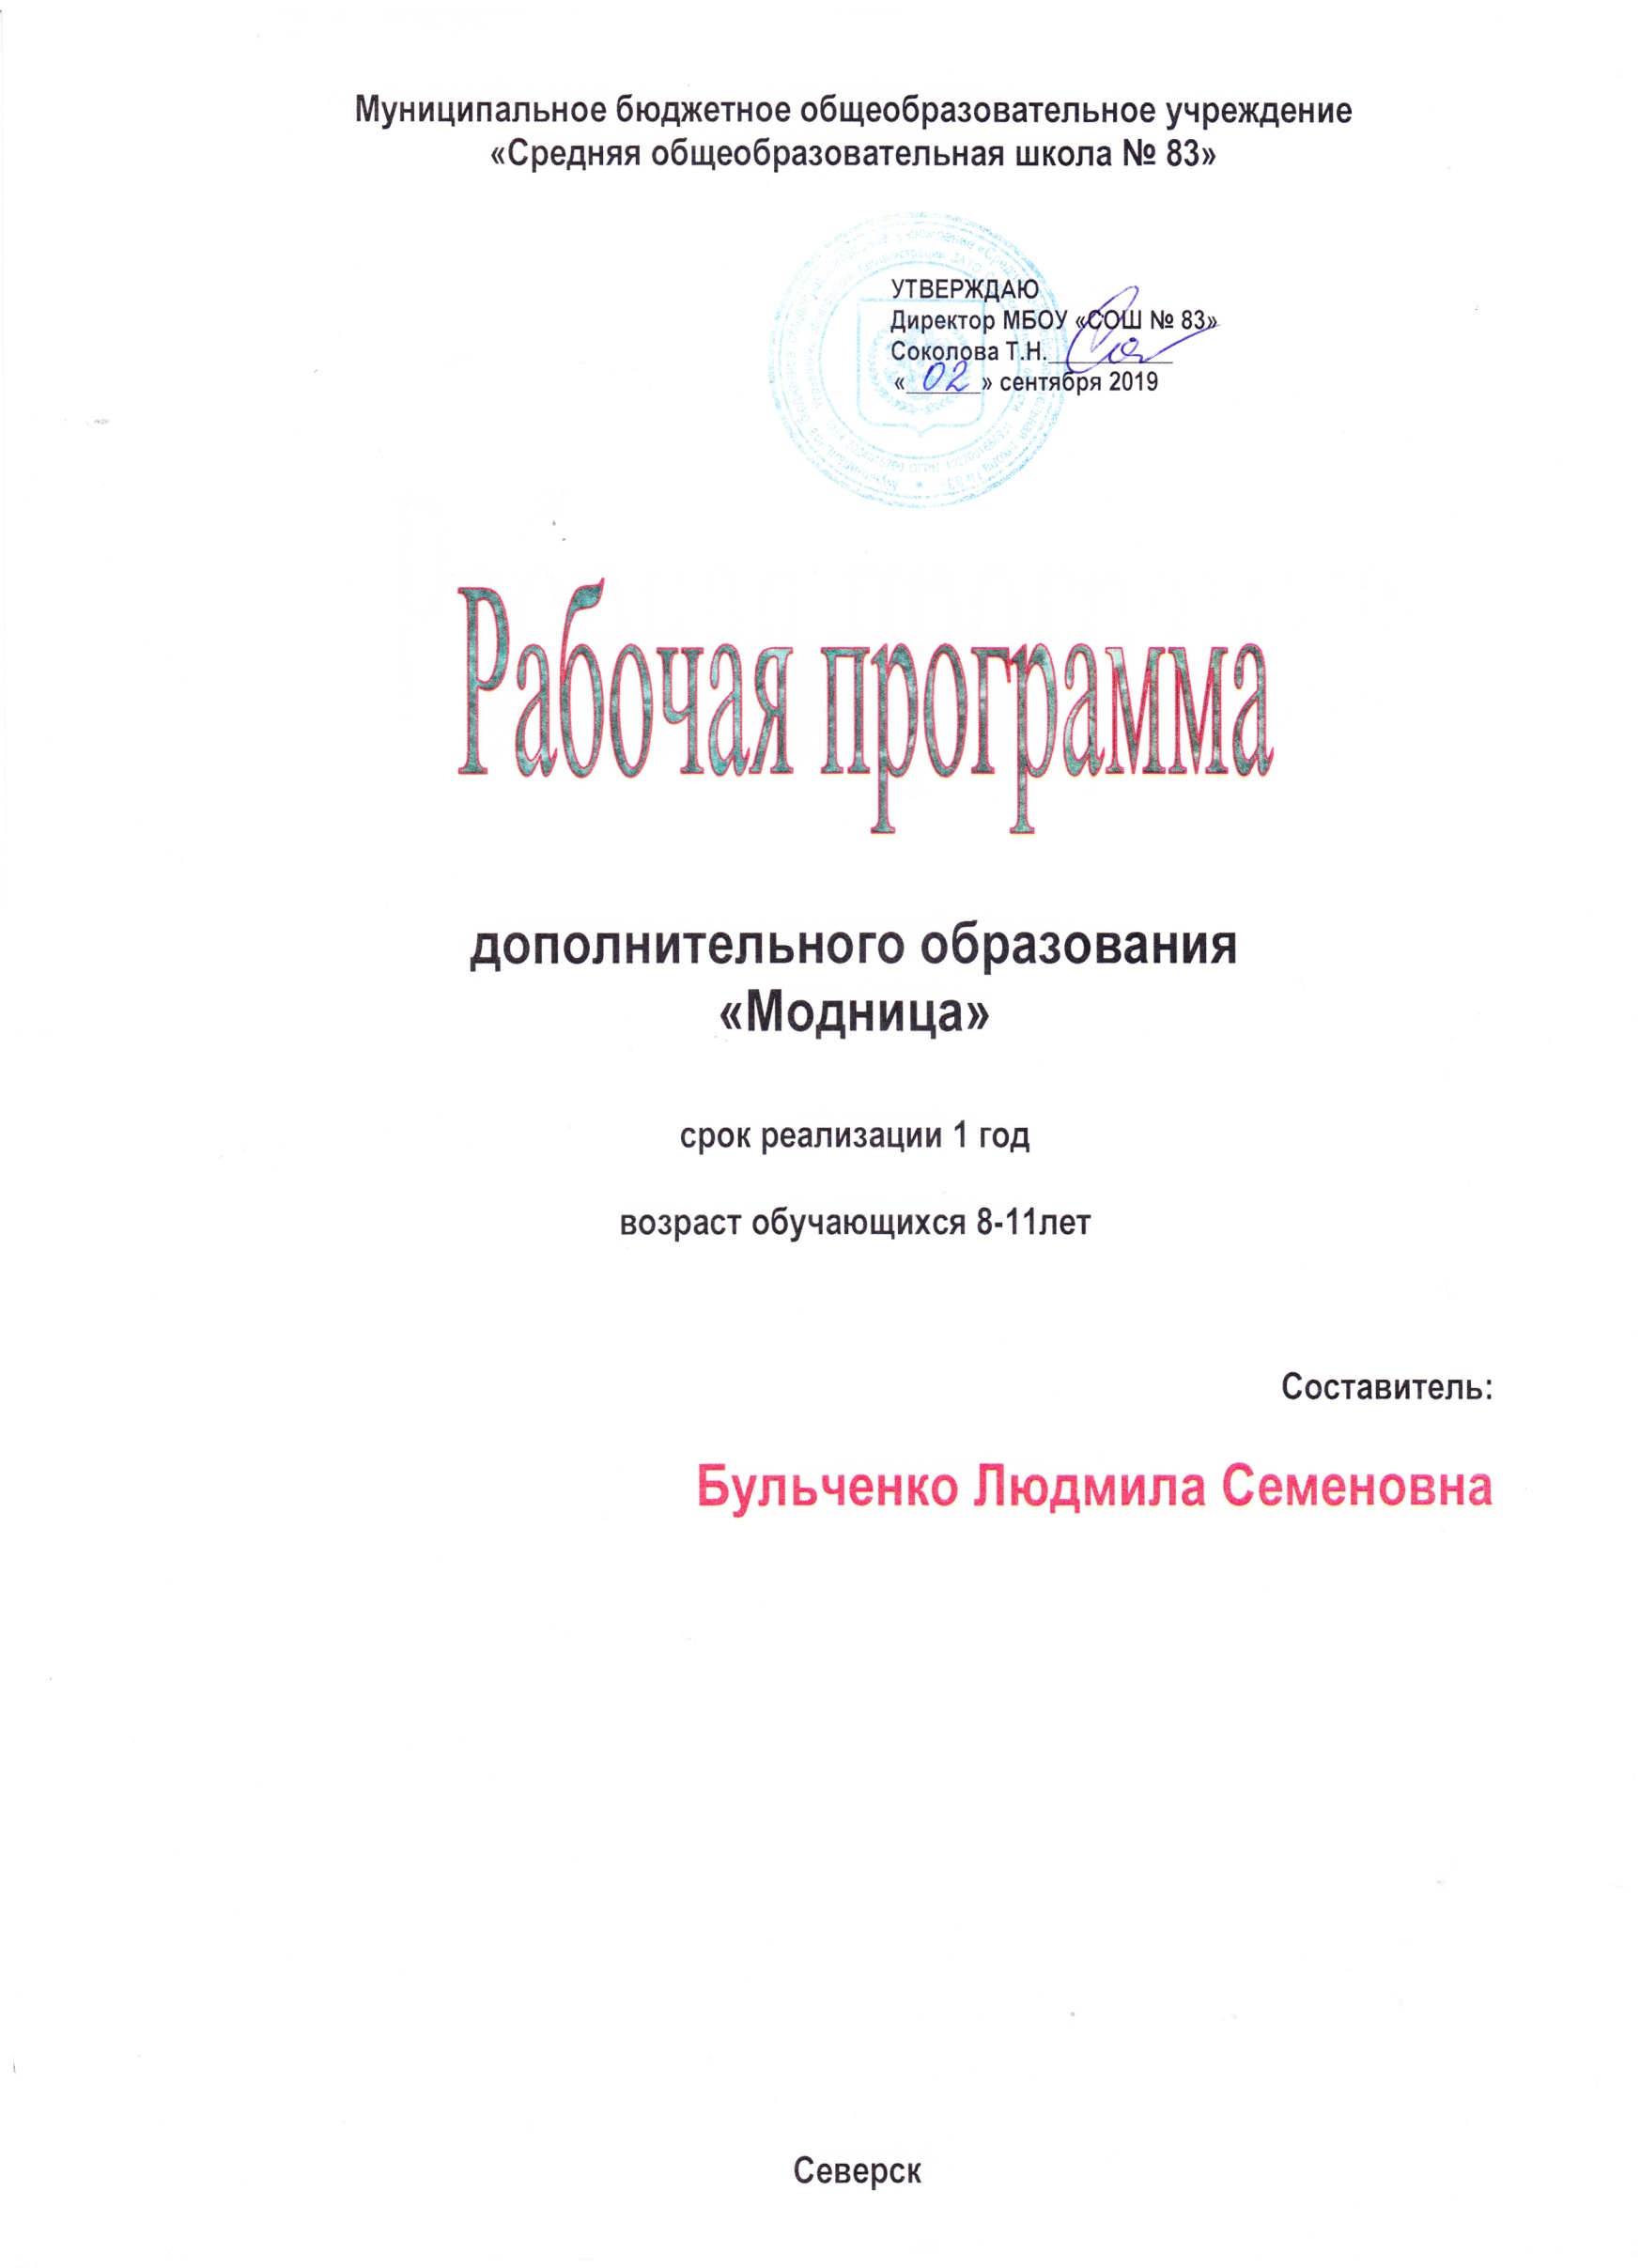 Муниципальное бюджетное общеобразовательное учреждение
«Средняя общеобразовательная школа № 83»
УТВЕРЖДАЮ
Директор МБОУ «СОШ № 83»
Соколова Т.Н.
«02» сентября 2019
Рабочая программа
дополнительного образования
«Модница»
срок реализации 1 год
возраст обучающихся 8-11лет
Составитель:
Бульченко Людмила Семеновна
Северск